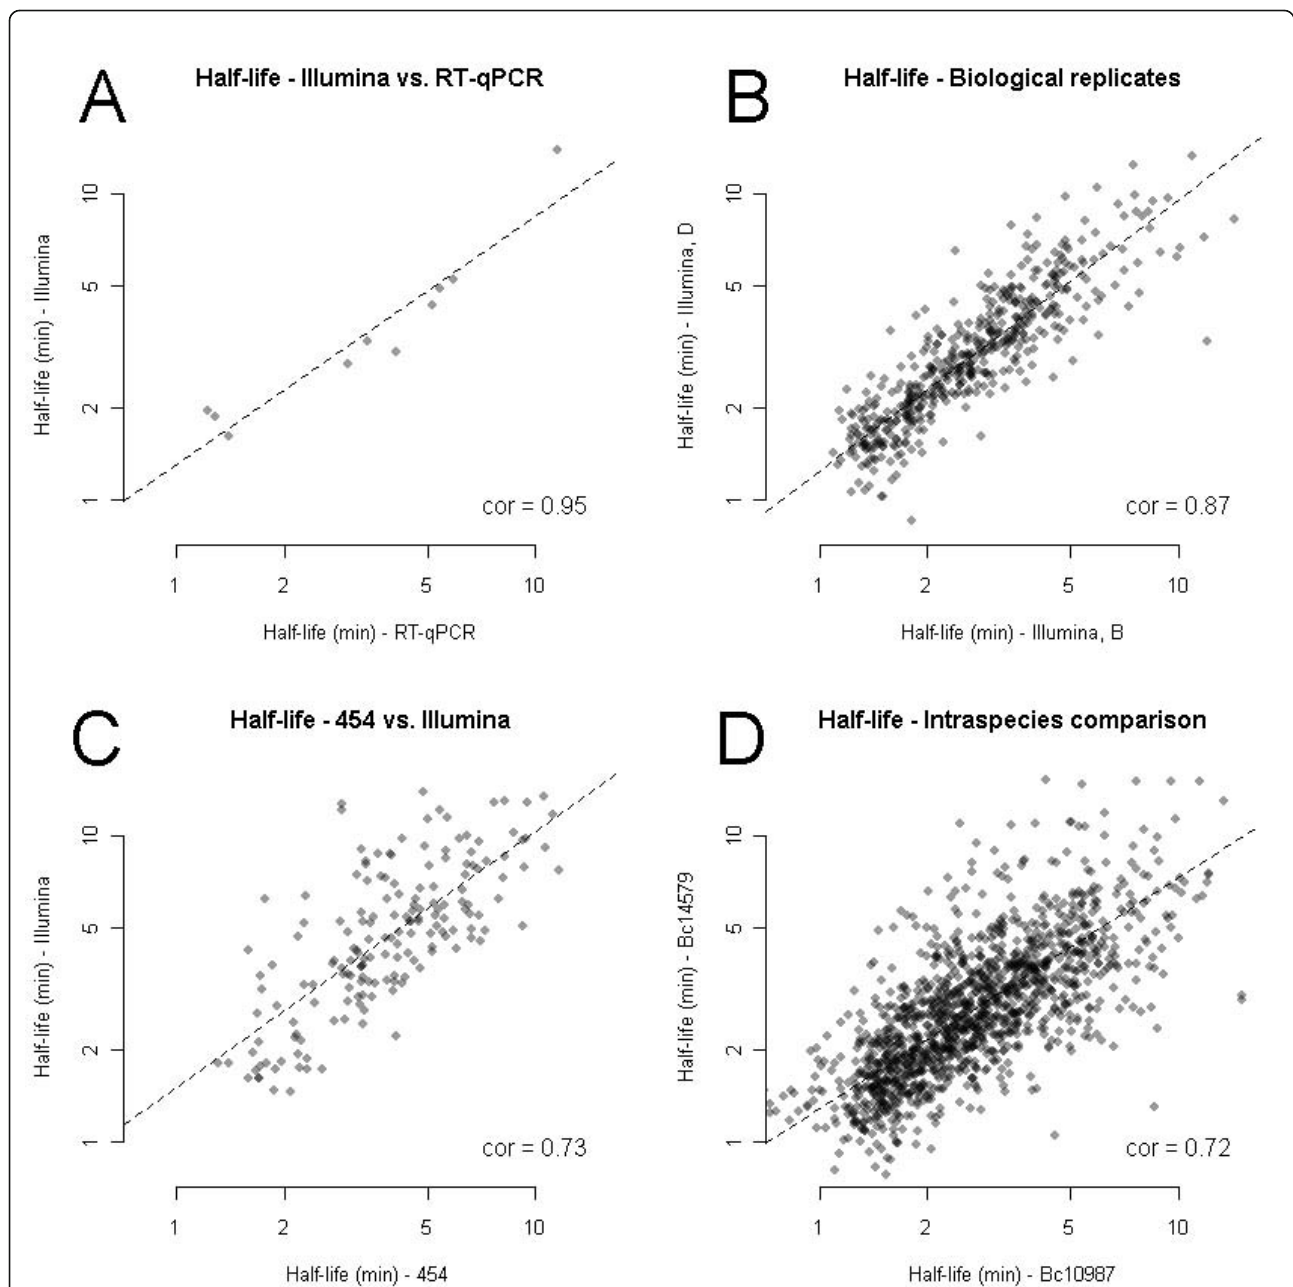 A
Half-life - Illumina vs. RT-qPCR
Half-life (min) - Illumina
10
5
2
1
cor = 0.95
1 2 5 10
Half-life (min) - RT-qPCR
B
Half-life - Biological replicates
Half-life (min) - Illumina, D
10
5
2
1
cor = 0.87
1 2 5 10
Half-life (min) - Illumina, B
C
Half-life - 454 vs. Illumina
Half-life (min) - Illumina
10
5
2
1
cor = 0.73
1 2 5 10
Half-life (min) - 454
D
Half-life - Intraspecies comparison
Half-life (min) - Bc14579
10
5
2
1
cor = 0.72
1 2 5 10
Half-life (min) - Bc10987